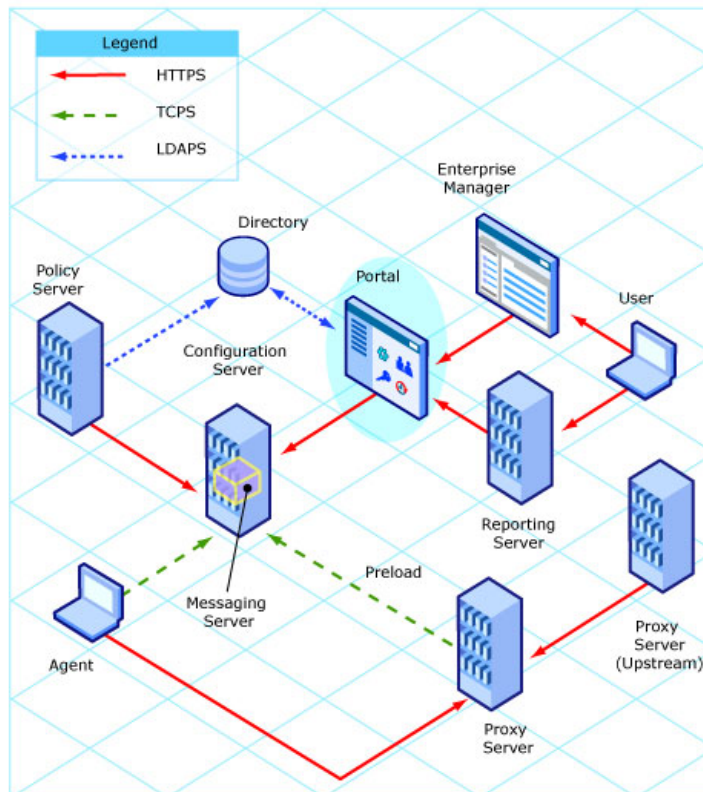 Legend
HTTPS
TCPS
LDAPS
Enterprise
Manager
Directory
Policy
Server
Portal
User
Configuration
Server
Reporting
Server
Preload
Messaging
Server
Proxy
Server
(Upstream)
Agent
Proxy
Server